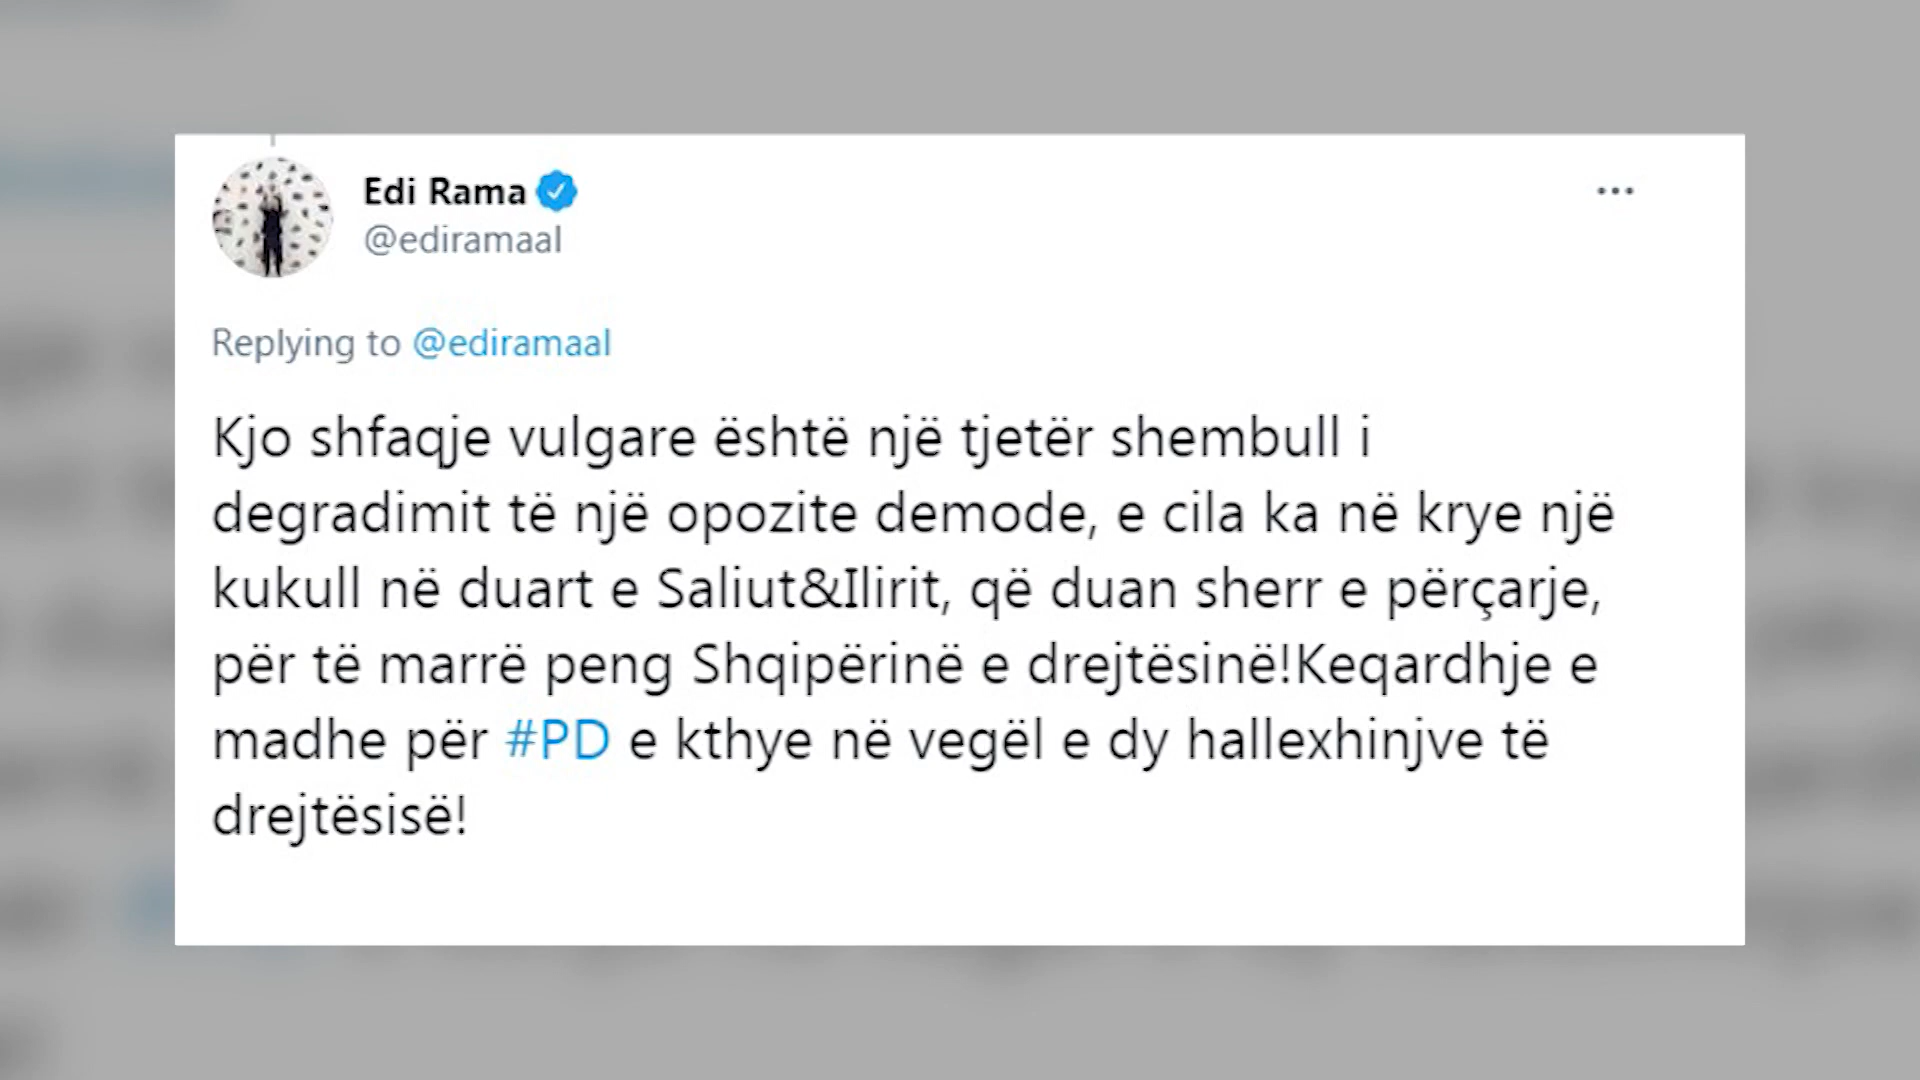 Edi Rama
@ediramaal
Replying to @ediramaal
Kjo shfaqje vulgare është një tjetër shembull i
degradimit të një opozite demode, e cila ka në krye një
kukull në duart e Saliut&Ilirit, që duan sherr e përçarje,
për të marrë peng Shqipërinë e drejtësinë!Keqardhje e
madhe për #PD e kthye në vegël e dy hallexhinjve të
drejtësisë!